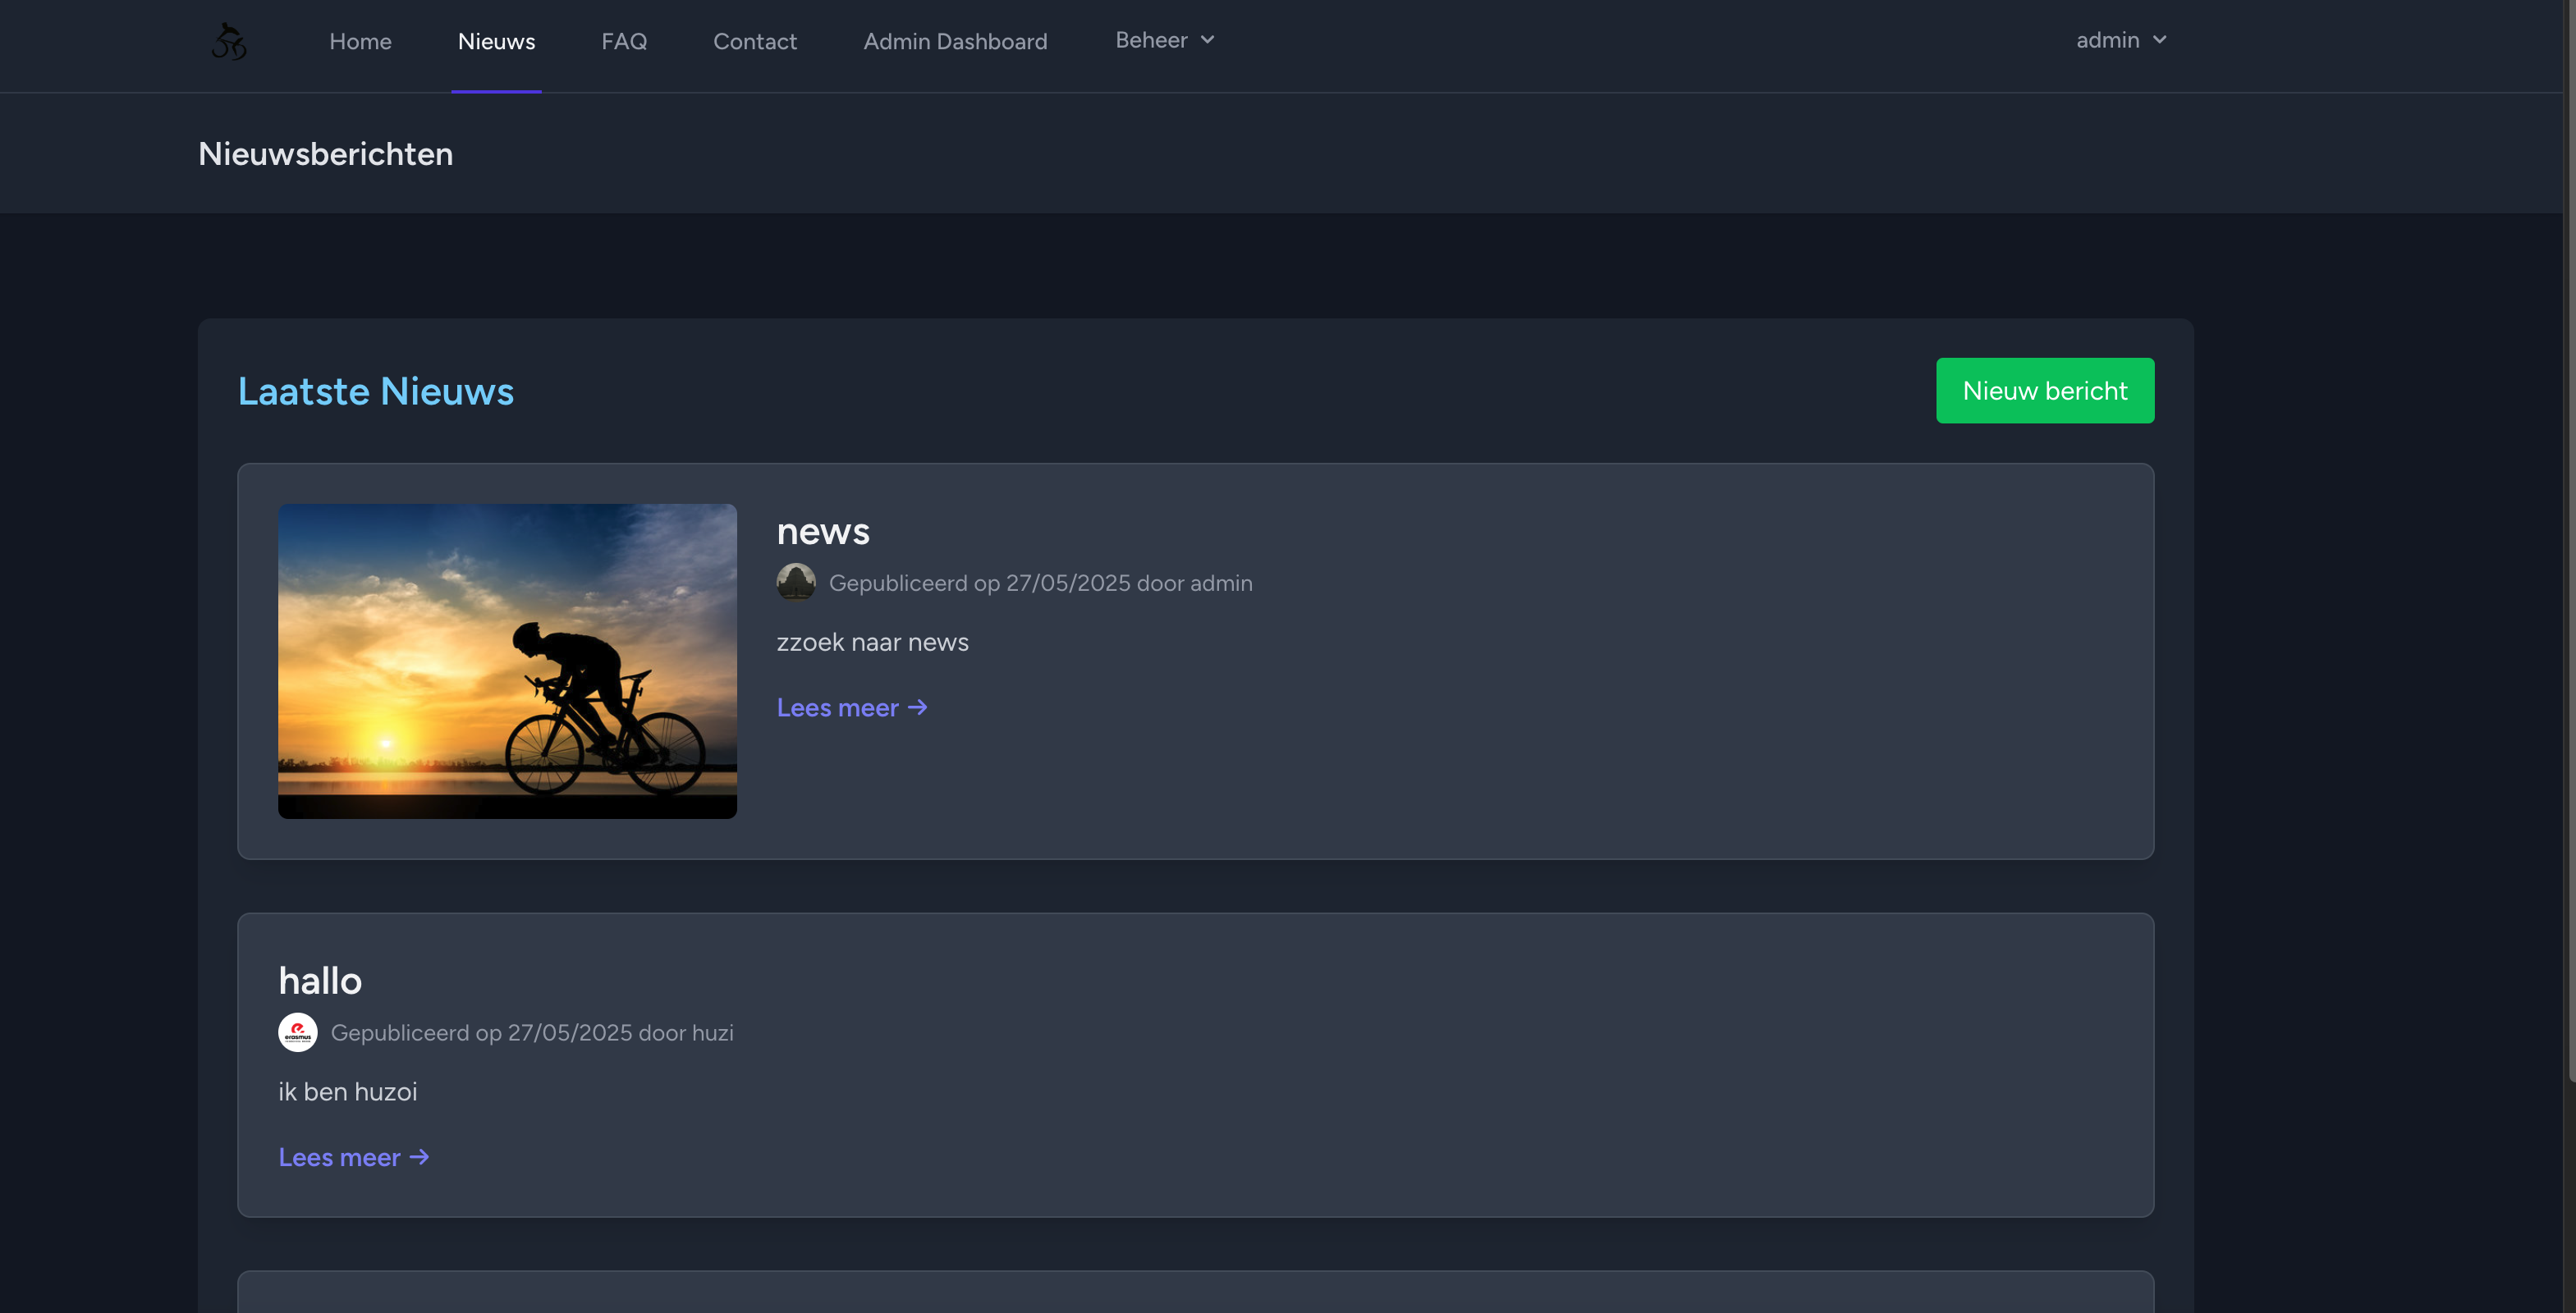 Home Nieuws FAQ Contact Admin Dashboard Beheer admin
Nieuwsberichten
Laatste Nieuws
Nieuw bericht
news
Gepubliceerd op 27/05/2025 door admin
zzoek naar news
Lees meer →
hallo
erasmus
Gepubliceerd op 27/05/2025 door huzi
ik ben huzoi
Lees meer →